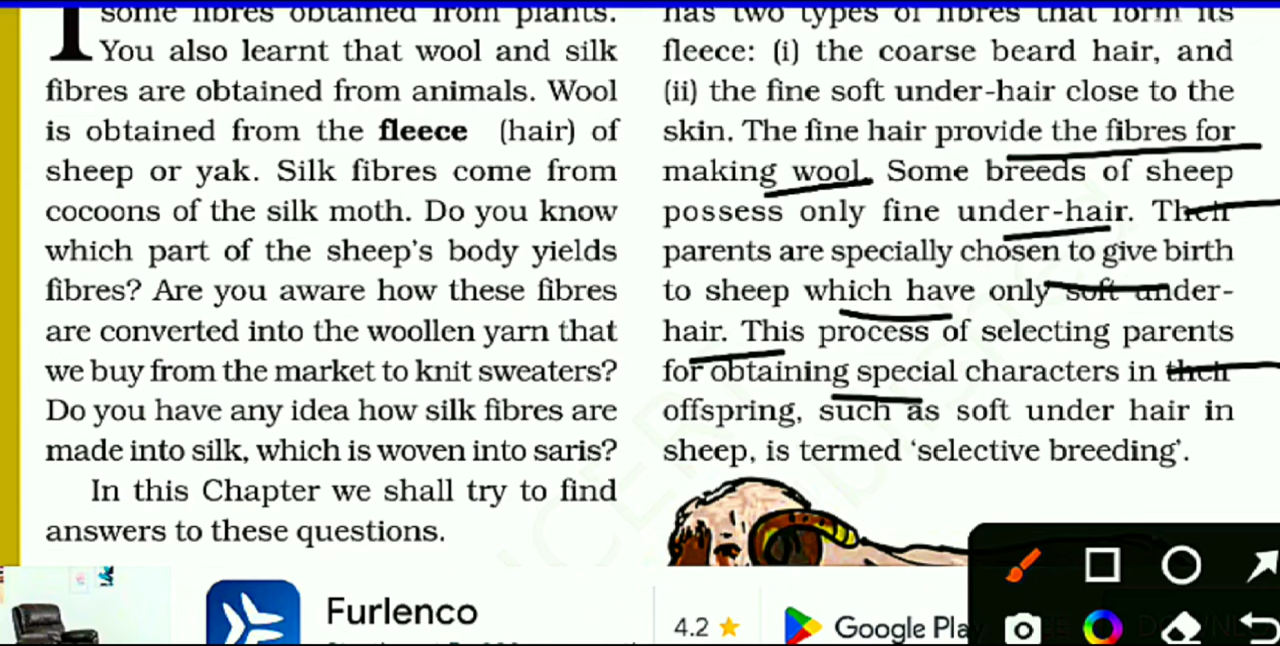 some fibres obtained from plants.
You also learnt that wool and silk
fibres are obtained from animals. Wool
is obtained from the fleece (hair) of
sheep or yak. Silk fibres come from
cocoons of the silk moth. Do you know
which part of the sheep's body yields
fibres? Are you aware how these fibres
are converted into the woollen yarn that
we buy from the market to knit sweaters?
Do you have any idea how silk fibres are
made into silk, which is woven into saris?
In this Chapter we shall try to find
answers to these questions.
has two types of fibres that form its
fleece: (i) the coarse beard hair, and
(ii) the fine soft under-hair close to the
skin. The fine hair provide the fibres for
making wool. Some breeds of sheep
possess only fine under-hair. Their
parents are specially chosen to give birth
to sheep which have only soft under-
hair. This process of selecting parents
for obtaining special characters in their
offspring, such as soft under hair in
sheep, is termed 'selective breeding'.
Furlenco
4.2
Google Play